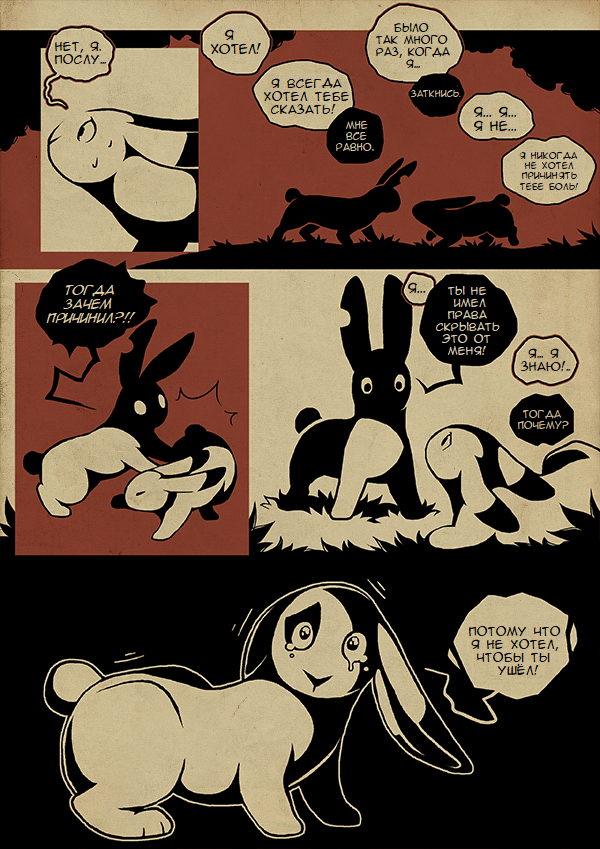 НЕТ, Я.
ПОСЛУ...
Я
ХОТЕЛ!
Я ВСЕГДА
ХОТЕЛ ТЕБЕ
СКАЗАТЬ!
МНЕ
ВСЕ
РАВНО.
БЫЛО
ТАК МНОГО
РАЗ, КОГДА
Я...
ЗАТКНИСЬ.
Я... Я...
Я НЕ...
Я НИКОГДА
НЕ ХОТЕЛ
ПРИЧИНЯТЬ
ТЕБЕ БОЛЬ!
ТОГДА
ЗАЧЕМ
ПРИЧИНИЛ?!!
Я...
ТЫ НЕ
ИМЕЛ
ПРАВА
СКРЫВАТЬ
ЭТО ОТ
МЕНЯ!
Я... Я
ЗНАЮ!..
ТОГДА
ПОЧЕМУ?
ПОТОМУ ЧТО
Я НЕ ХОТЕЛ,
ЧТОБЫ ТЫ
УШЁЛ!